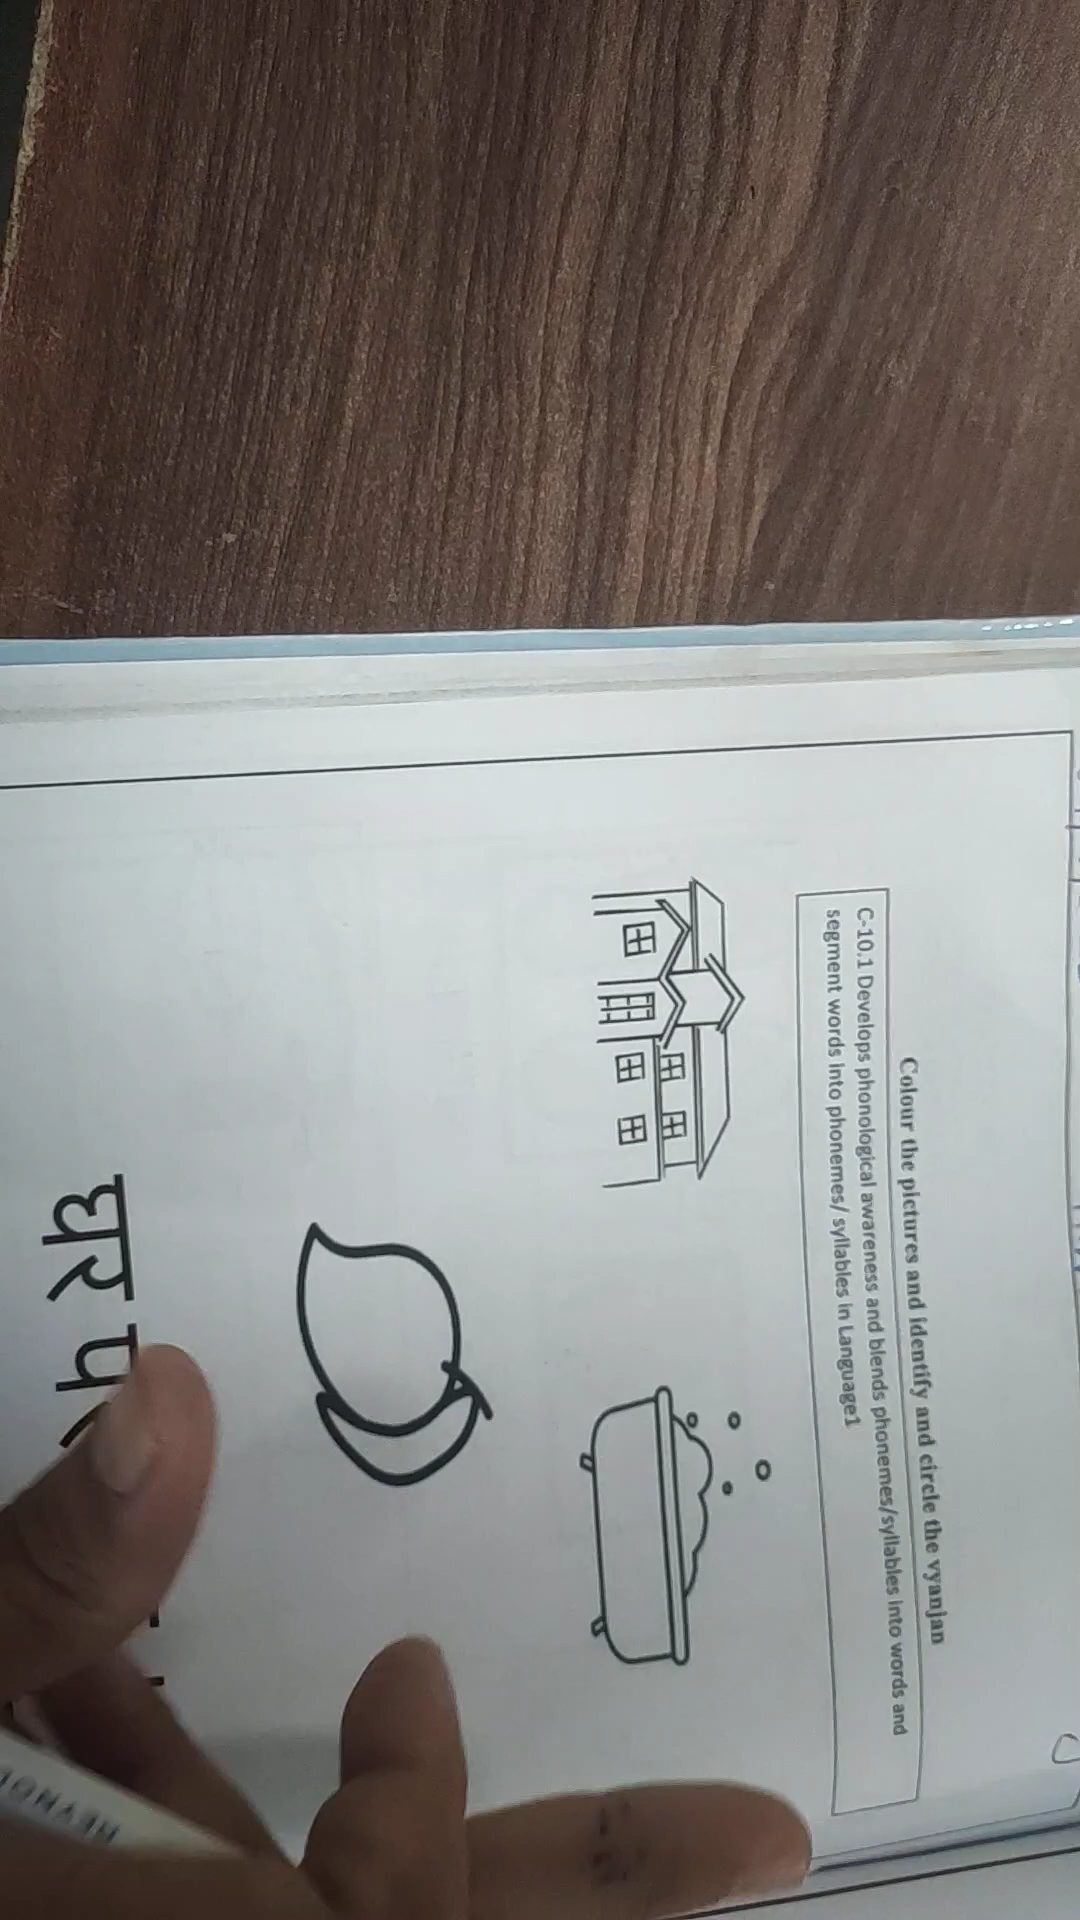 Colour the pictures and identify and circle the vyanjan
C-10.1 Develops phonological awareness and blends phonemes/syllables into words and
segment words into phonemes/ syllables in Language1
घर